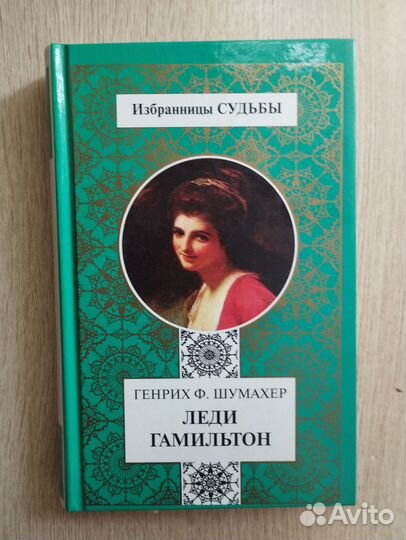 Избранницы СУДЬБЫ
ГЕНРИХ Ф. ШУМАХЕР
ЛЕДИ
ГАМИЛЬТОН
Avito